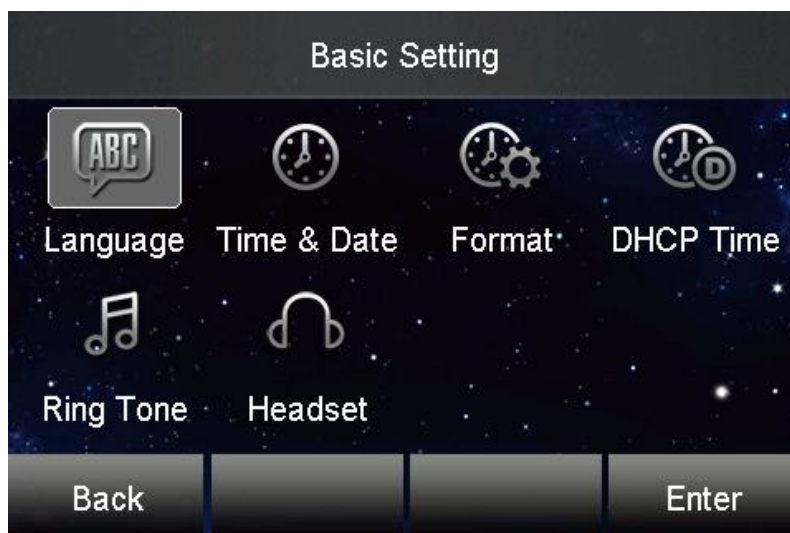 Basic Setting
ABC
D
Language Time & Date Format DHCP Time
Ring Tone Headset
Back Enter